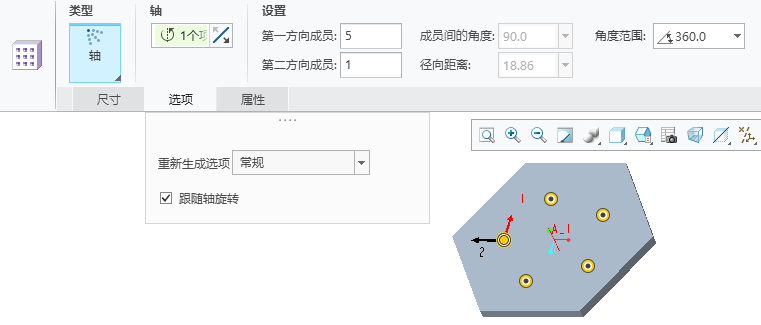 类型
轴
设置
轴
1个项
第一方向成员: 5
成员间的角度: 90.0
角度范围: 360.0
第二方向成员: 1
径向距离: 18.86
尺寸
选项
属性
重新生成选项 常规
跟随轴旋转
1
A_1
2